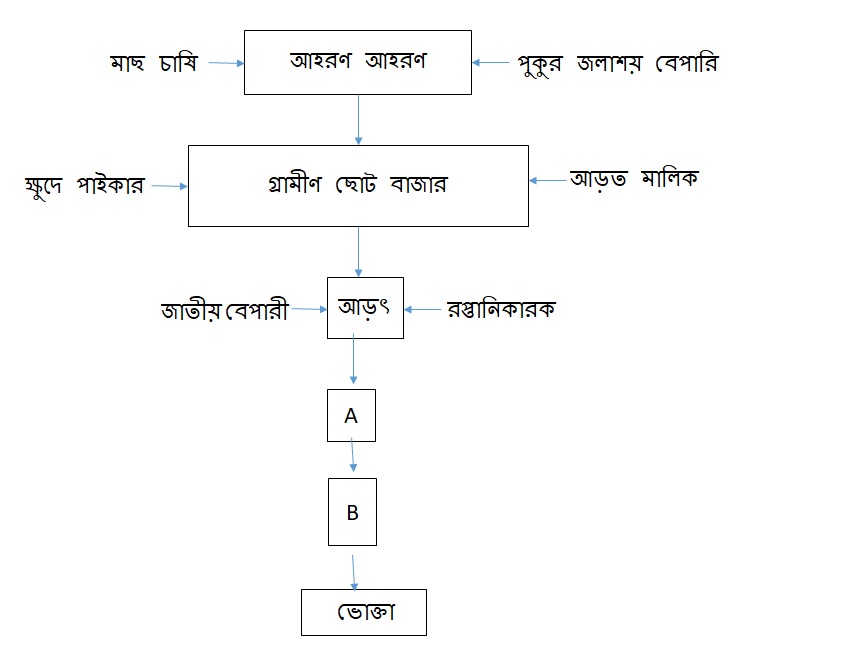 মাছ চাষি
আহরণ আহরণ
পুকুর জলাশয় বেপারি
ক্ষুদে পাইকার
গ্রামীণ ছোট বাজার
আড়ত মালিক
জাতীয় বেপারী
আড়ৎ
রপ্তানিকারক
A
B
ভোক্তা